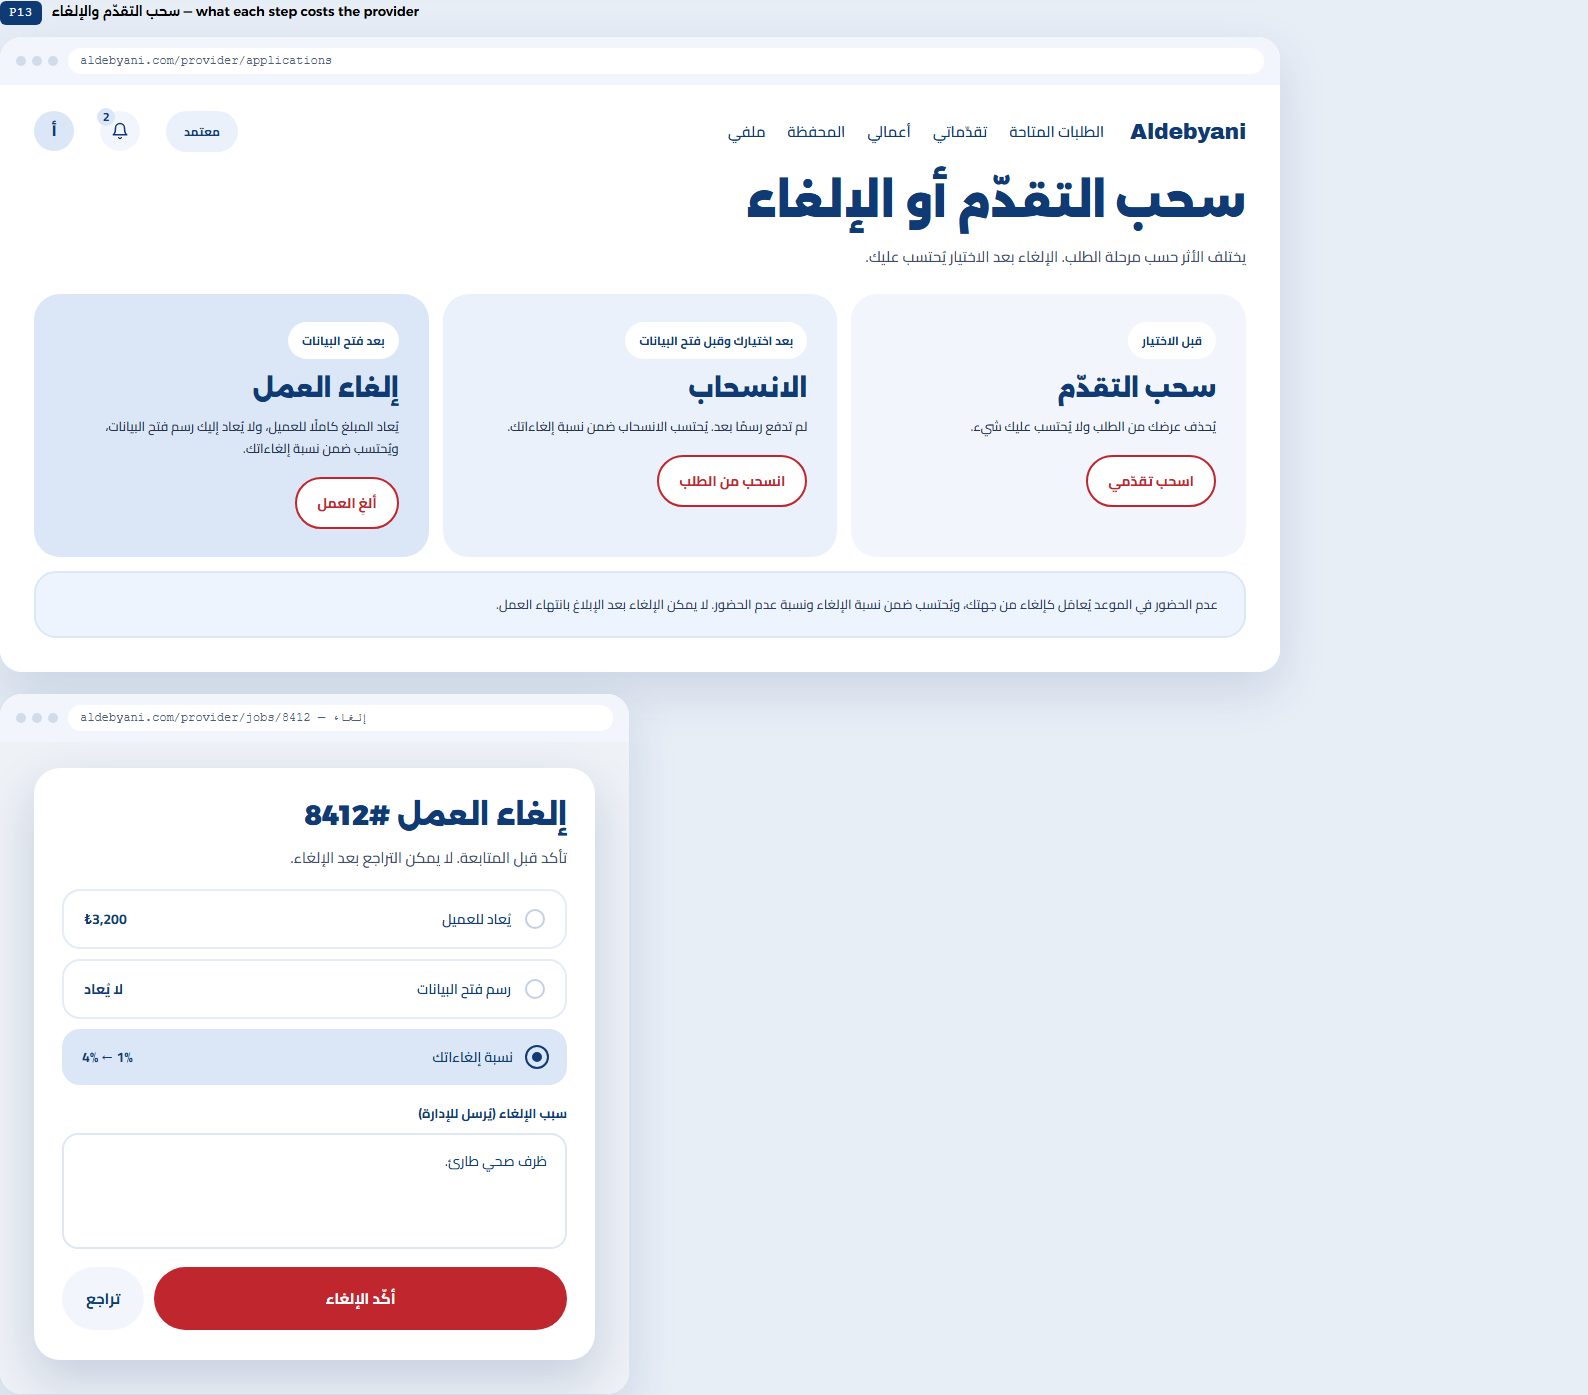 P13 سحب التقدّم والإلغاء — what each step costs the provider
aldebyani.com/provider/applications
Aldebyani الطلبات المتاحة تقدّماتي أعمالي المحفظة ملفي معتمد 2 أ
سحب التقدّم أو الإلغاء
يختلف الأثر حسب مرحلة الطلب. الإلغاء بعد الاختيار يُحتسب عليك.
قبل الاختيار
سحب التقدّم
يُحذف عرضك من الطلب ولا يُحتسب عليك شيء.
اسحب تقدّمي
بعد اختيارك وقبل فتح البيانات
الانسحاب
لم تدفع رسمًا بعد. يُحتسب الانسحاب ضمن نسبة إلغاءاتك.
انسحب من الطلب
بعد فتح البيانات
إلغاء العمل
يُعاد المبلغ كاملًا للعميل، ولا يُعاد إليك رسم فتح البيانات،
ويُحتسب ضمن نسبة إلغاءاتك.
ألغِ العمل
عدم الحضور في الموعد يُعامَل كإلغاء من جهتك، ويُحتسب ضمن نسبة الإلغاء ونسبة عدم الحضور. لا يمكن الإلغاء بعد الإبلاغ بانتهاء العمل.
aldebyani.com/provider/jobs/8412 — إلغاء
إلغاء العمل #8412
تأكد قبل المتابعة. لا يمكن التراجع بعد الإلغاء.
يُعاد للعميل ₺3,200
رسم فتح البيانات لا يُعاد
نسبة إلغاءاتك 1% ← 4%
سبب الإلغاء (يُرسل للإدارة)
ظرف صحي طارئ.
أكّد الإلغاء تراجع